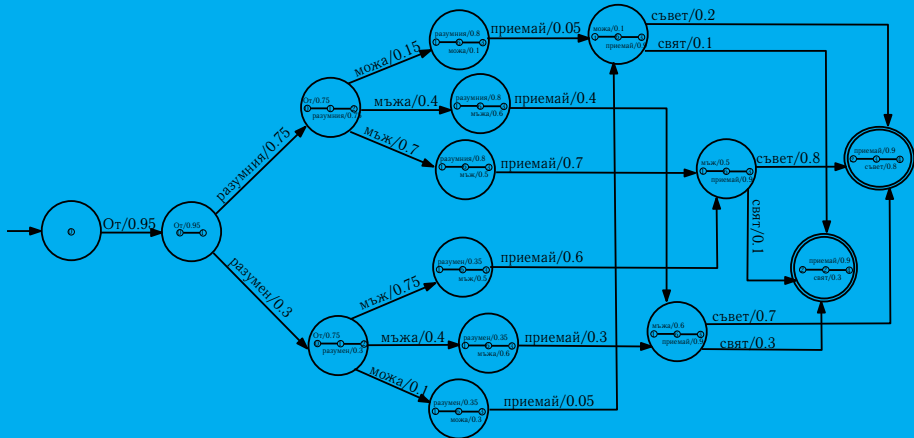 От/0.95
От/0.95
разумния/0.75
разумен/0.3
От/0.75
разумния/0.75
можа/0.15
мъжа/0.4
мъж/0.7
разумния/0.8
можа/0.1
приемай/0.05
разумния/0.8
мъжа/0.6
приемай/0.4
разумния/0.8
мъж/0.5
приемай/0.7
От/0.75
разумен/0.3
мъж/0.75
мъжа/0.4
можа/0.1
разумен/0.35
мъж/0.5
приемай/0.6
разумен/0.35
мъжа/0.6
приемай/0.3
разумен/0.35
можа/0.3
приемай/0.05
можа/0.1
съвет/0.2
свят/0.1
мъж/0.5
приемай/0.9
съвет/0.8
свят/0.1
мъжа/0.6
приемай/0.9
съвет/0.7
свят/0.3
приемай/0.9
съвет/0.8
приемай/0.9
свят/0.3